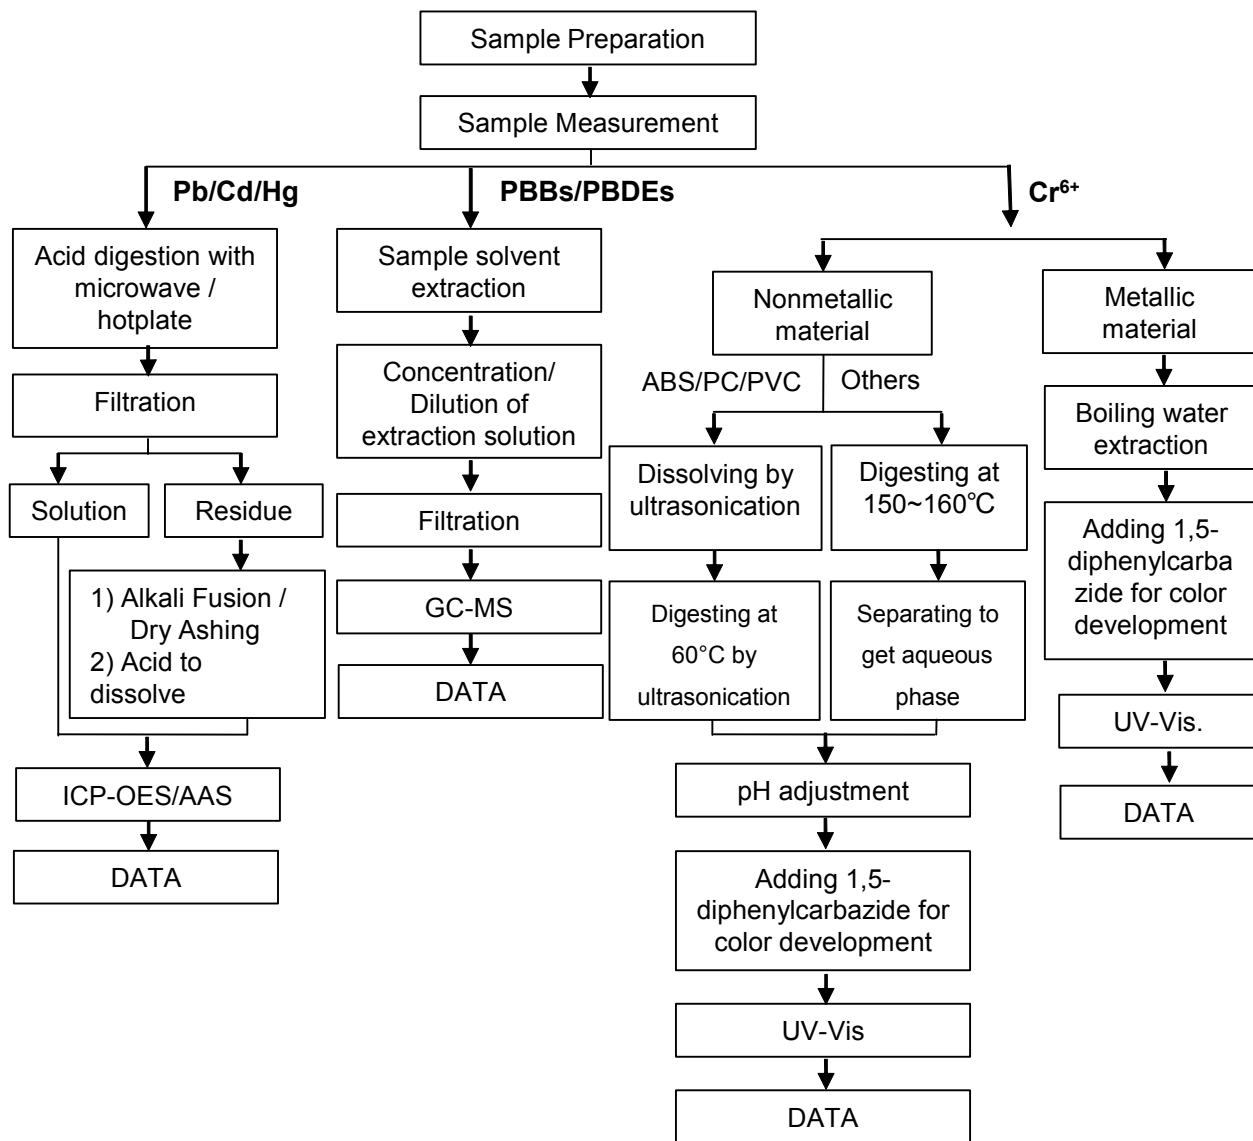 Sample Preparation
Sample Measurement
Pb/Cd/Hg
PBBs/PBDEs
Cr⁶⁺
Acid digestion with
microwave /
hotplate
Filtration
Solution
Residue
1) Alkali Fusion /
Dry Ashing
2) Acid to
dissolve
ICP-OES/AAS
DATA
Sample solvent
extraction
Concentration/
Dilution of
extraction solution
Filtration
GC-MS
DATA
Nonmetallic
material
ABS/PC/PVC
Others
Dissolving by
ultrasonication
Digesting at
60°C by
ultrasonication
Digesting at
150~160℃
Separating to
get aqueous
phase
pH adjustment
Adding 1,5-
diphenylcarbazide for
color development
UV-Vis
DATA
Metallic
material
Boiling water
extraction
Adding 1,5-
diphenylcarba
zide for color
development
UV-Vis.
DATA